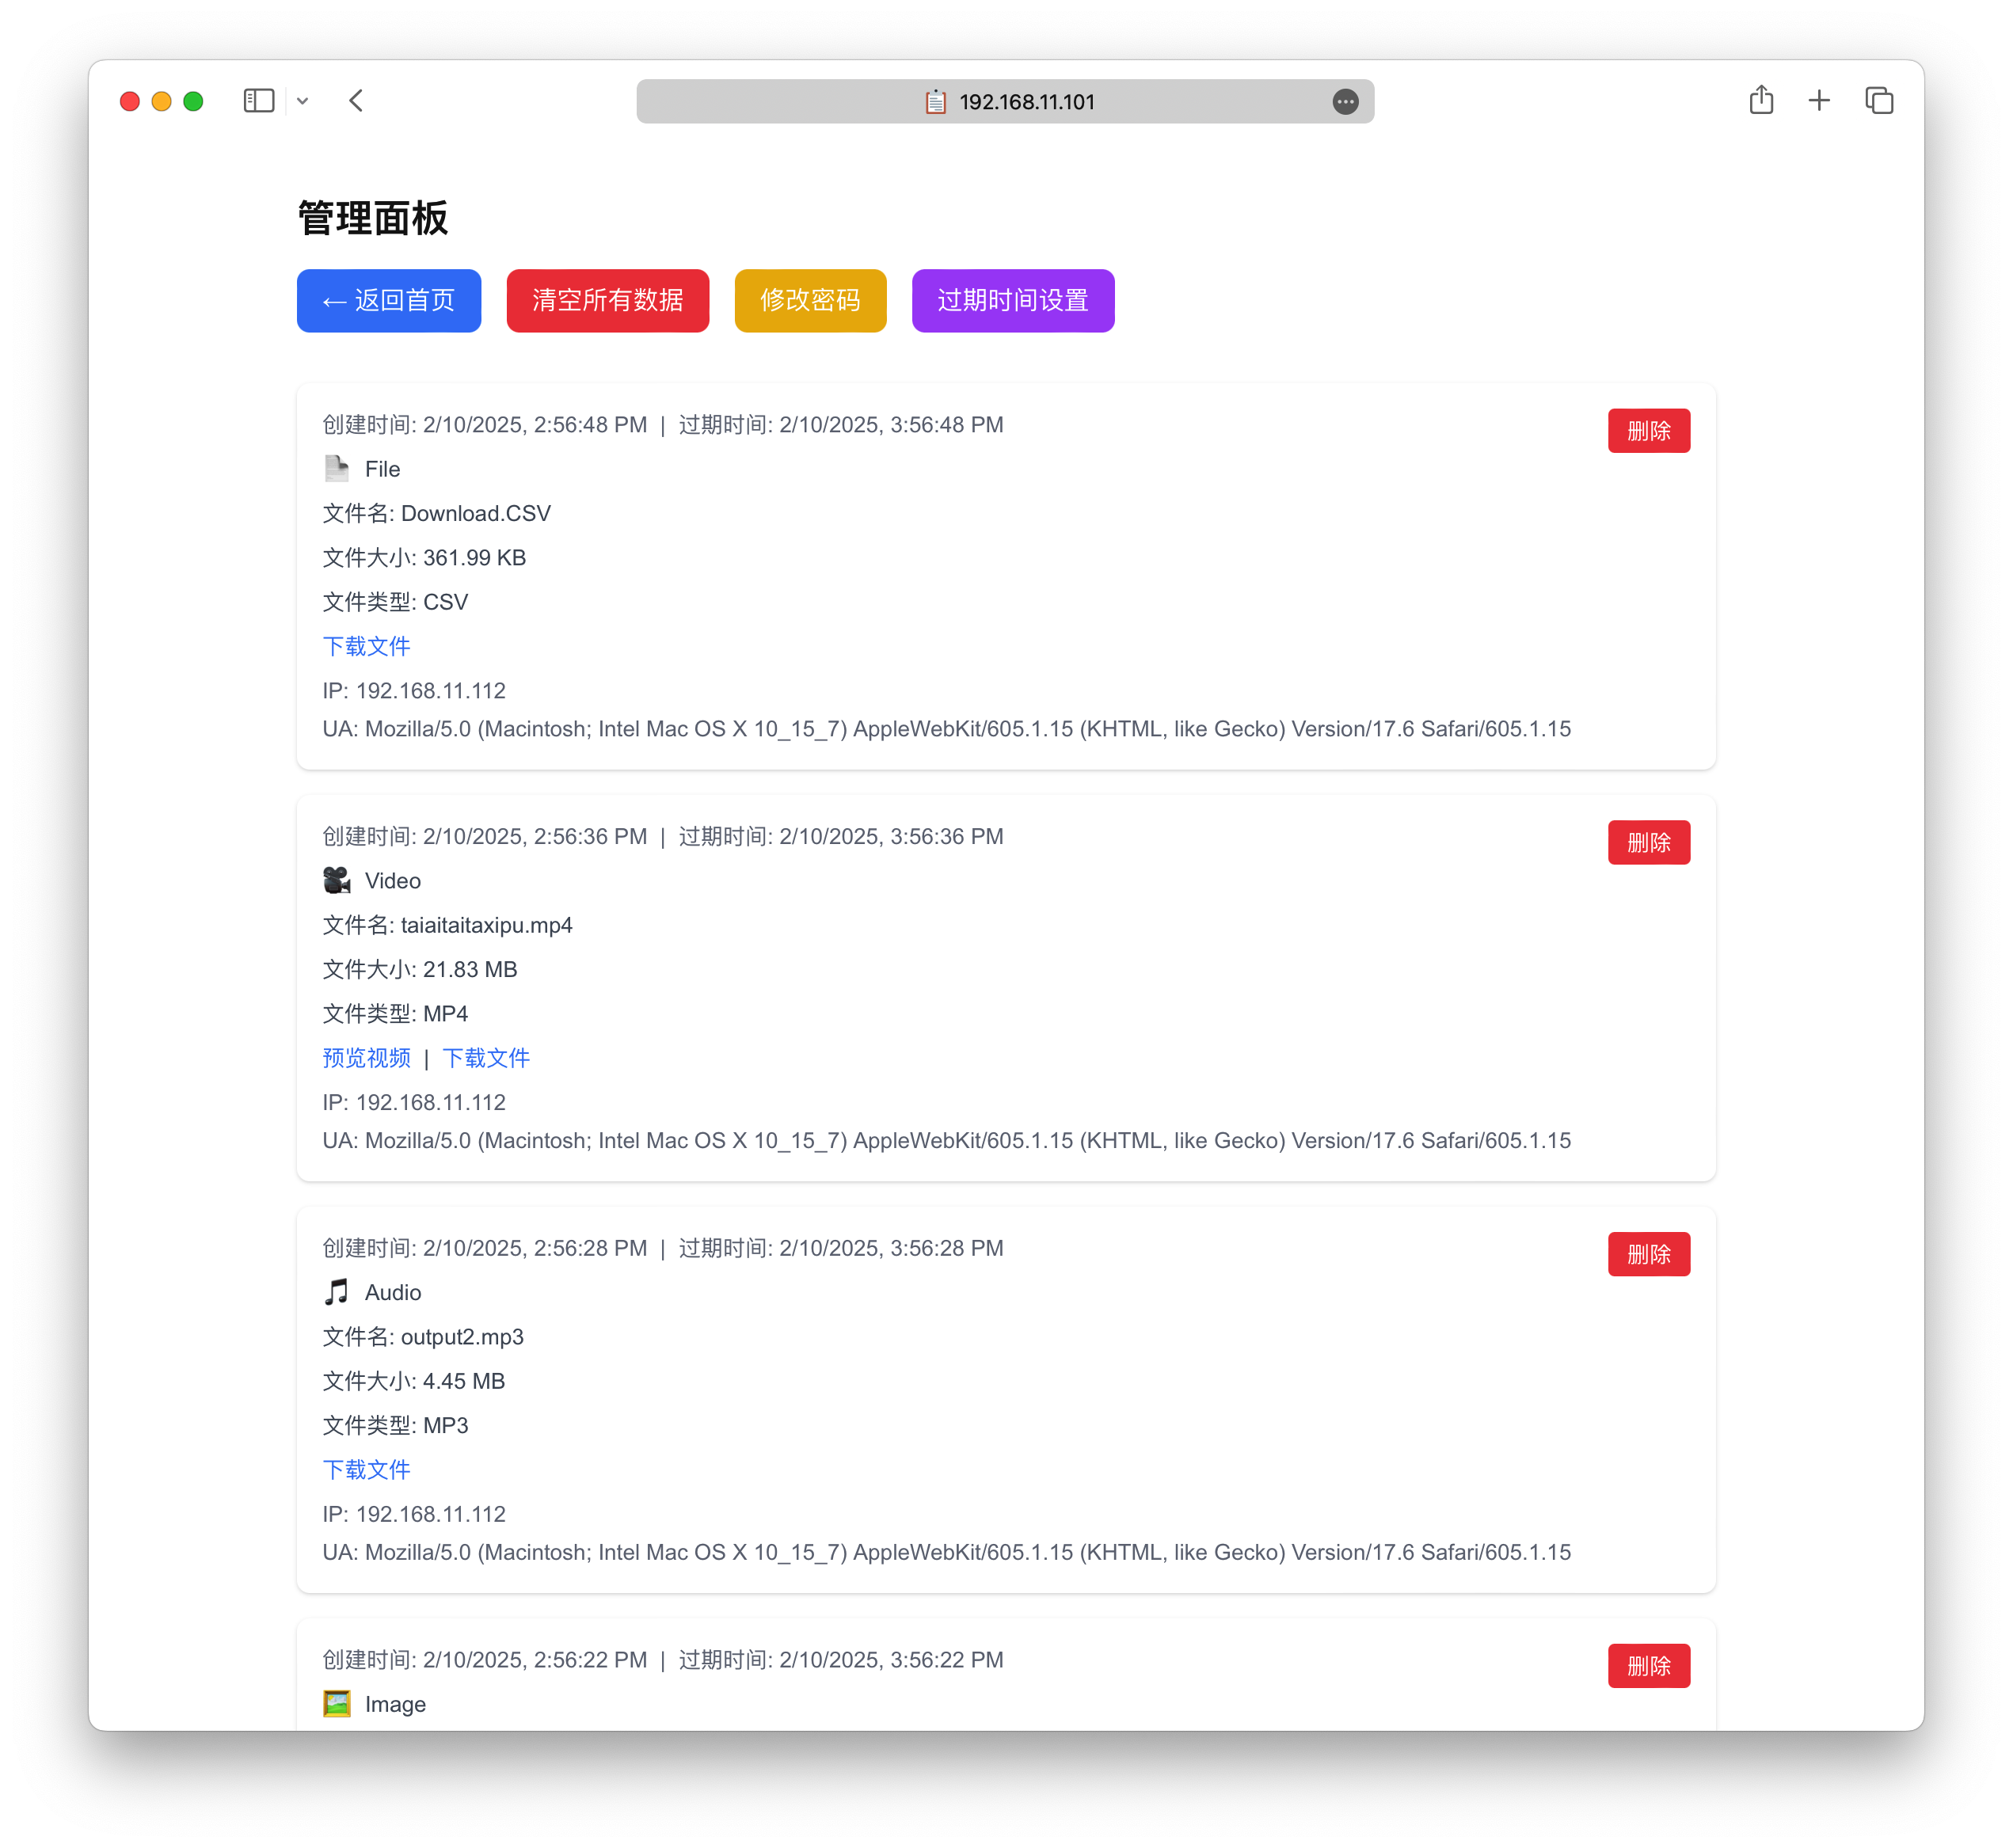 192.168.11.101
管理面板
← 返回首页
清空所有数据
修改密码
过期时间设置
创建时间: 2/10/2025, 2:56:48 PM | 过期时间: 2/10/2025, 3:56:48 PM
删除
File
文件名: Download.CSV
文件大小: 361.99 KB
文件类型: CSV
下载文件
IP: 192.168.11.112
UA: Mozilla/5.0 (Macintosh; Intel Mac OS X 10_15_7) AppleWebKit/605.1.15 (KHTML, like Gecko) Version/17.6 Safari/605.1.15
创建时间: 2/10/2025, 2:56:36 PM | 过期时间: 2/10/2025, 3:56:36 PM
删除
Video
文件名: taiaitaitaxipu.mp4
文件大小: 21.83 MB
文件类型: MP4
预览视频 | 下载文件
IP: 192.168.11.112
UA: Mozilla/5.0 (Macintosh; Intel Mac OS X 10_15_7) AppleWebKit/605.1.15 (KHTML, like Gecko) Version/17.6 Safari/605.1.15
创建时间: 2/10/2025, 2:56:28 PM | 过期时间: 2/10/2025, 3:56:28 PM
删除
Audio
文件名: output2.mp3
文件大小: 4.45 MB
文件类型: MP3
下载文件
IP: 192.168.11.112
UA: Mozilla/5.0 (Macintosh; Intel Mac OS X 10_15_7) AppleWebKit/605.1.15 (KHTML, like Gecko) Version/17.6 Safari/605.1.15
创建时间: 2/10/2025, 2:56:22 PM | 过期时间: 2/10/2025, 3:56:22 PM
删除
Image